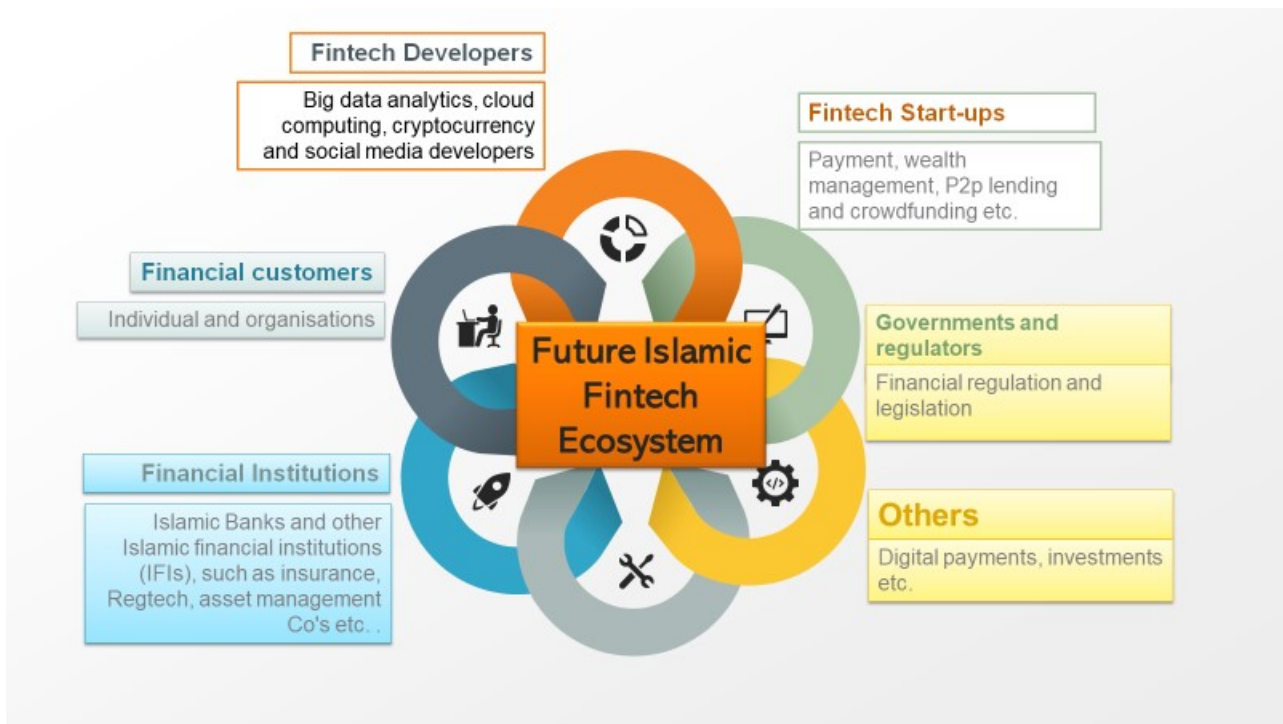 Fintech Developers
Big data analytics, cloud
computing, cryptocurrency
and social media developers
Fintech Start-ups
Payment, wealth
management, P2p lending
and crowdfunding etc.
Financial customers
Individual and organisations
Future Islamic
Fintech
Ecosystem
Governments and
regulators
Financial regulation and
legislation
Financial Institutions
Islamic Banks and other
Islamic financial institutions
(IFIs), such as insurance,
Regtech, asset management
Co's etc. .
Others
Digital payments, investments
etc.